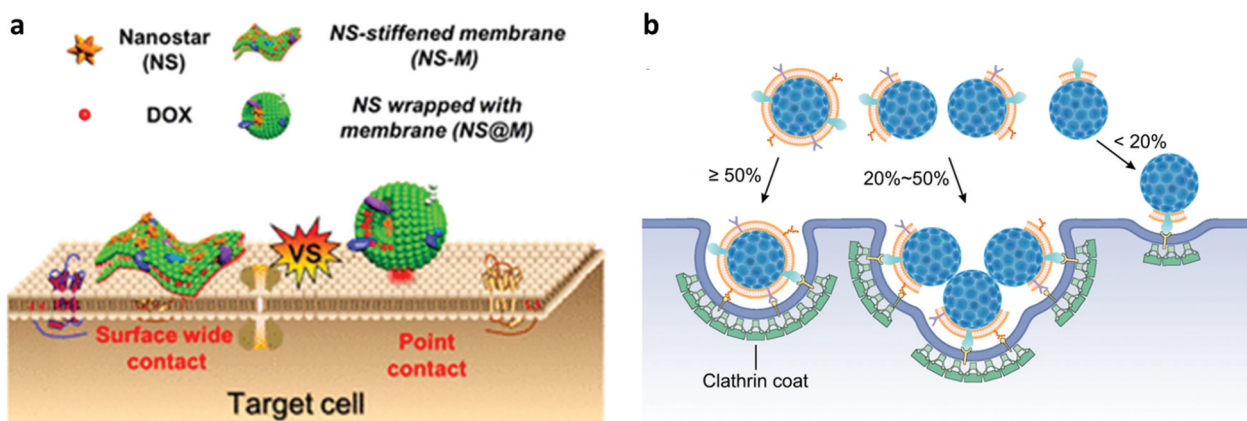 a
Nanostar
(NS)
NS-stiffened membrane
(NS-M)
DOX
NS wrapped with
membrane (NS@M)
VS
Surface wide
contact
Point
contact
Target cell
b
≥ 50%
20%~50%
< 20%
Clathrin coat